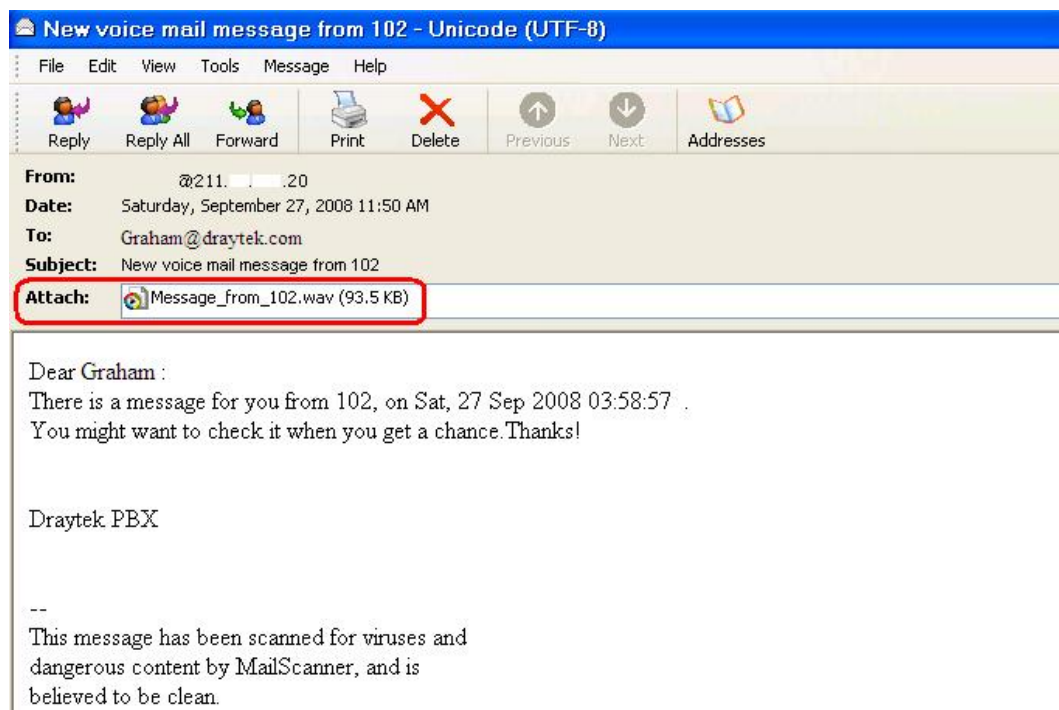 New voice mail message from 102 - Unicode (UTF-8)
File Edit View Tools Message Help
Reply Reply All Forward Print Delete Previous Next Addresses
From: @211. . .20
Date: Saturday, September 27, 2008 11:50 AM
To: Graham@draytek.com
Subject: New voice mail message from 102
Attach: Message_from_102.wav (93.5 KB)
Dear Graham :
There is a message for you from 102, on Sat, 27 Sep 2008 03:58:57 .
You might want to check it when you get a chance.Thanks!
Draytek PBX
--
This message has been scanned for viruses and
dangerous content by MailScanner, and is
believed to be clean.